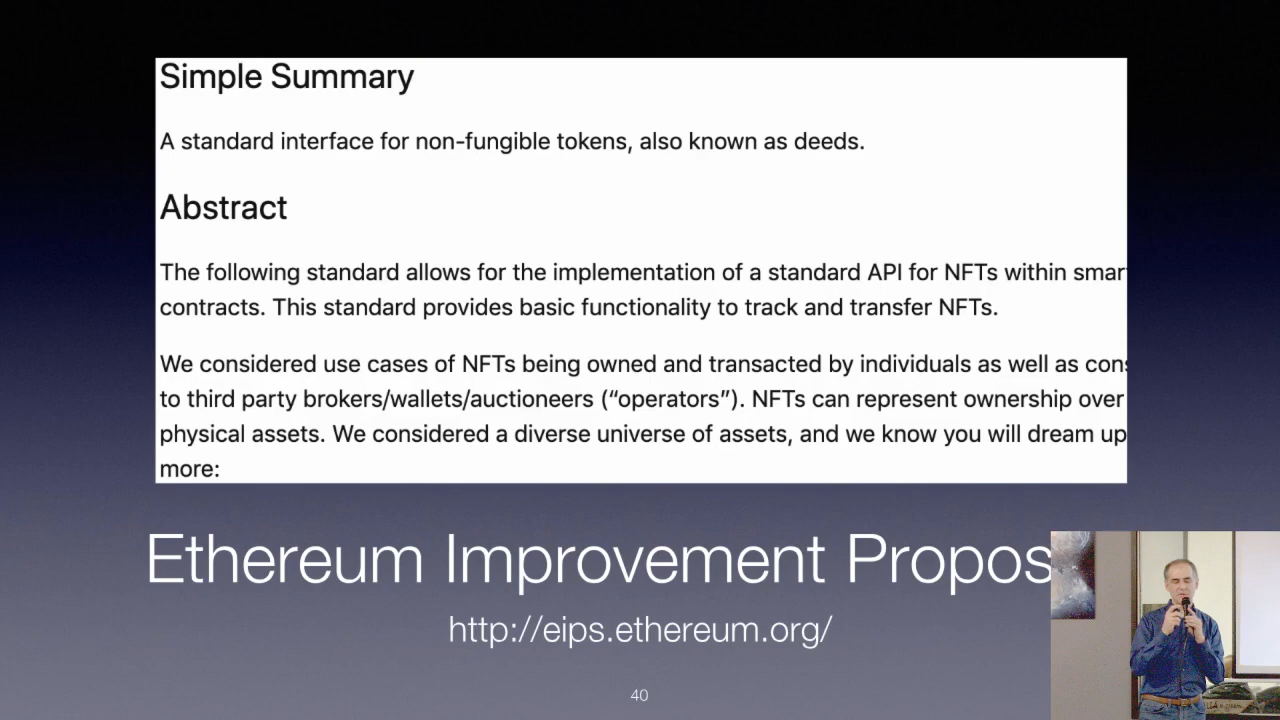 Simple Summary
A standard interface for non-fungible tokens, also known as deeds.
Abstract
The following standard allows for the implementation of a standard API for NFTs within
contracts. This standard provides basic functionality to track and transfer NFTs.
We considered use cases of NFTs being owned and transacted by individuals as well as
to third party brokers/wallets/auctioneers (“operators”). NFTs can represent ownership over
physical assets. We considered a diverse universe of assets, and we know you will dream up
more:
Ethereum Improvement
http://eips.ethereum.org/
40